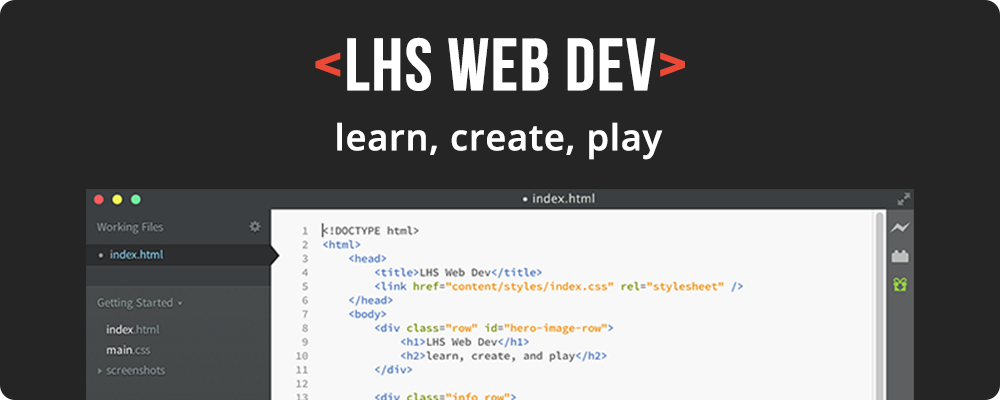 <LHS WEB DEV>
learn, create, play
• index.html
Working Files
• index.html
Getting Started
index.html
main.css
screenshots
1 <!DOCTYPE html>
2 <html>
3 <head>
4 <title>LHS Web Dev</title>
5 <link href="content/styles/index.css" rel="stylesheet" />
6 </head>
7 <body>
8 <div class="row" id="hero-image-row">
9 <h1>LHS Web Dev</h1>
10 <h2>learn, create, and play</h2>
11 </div>
12
13 <div class="info row">